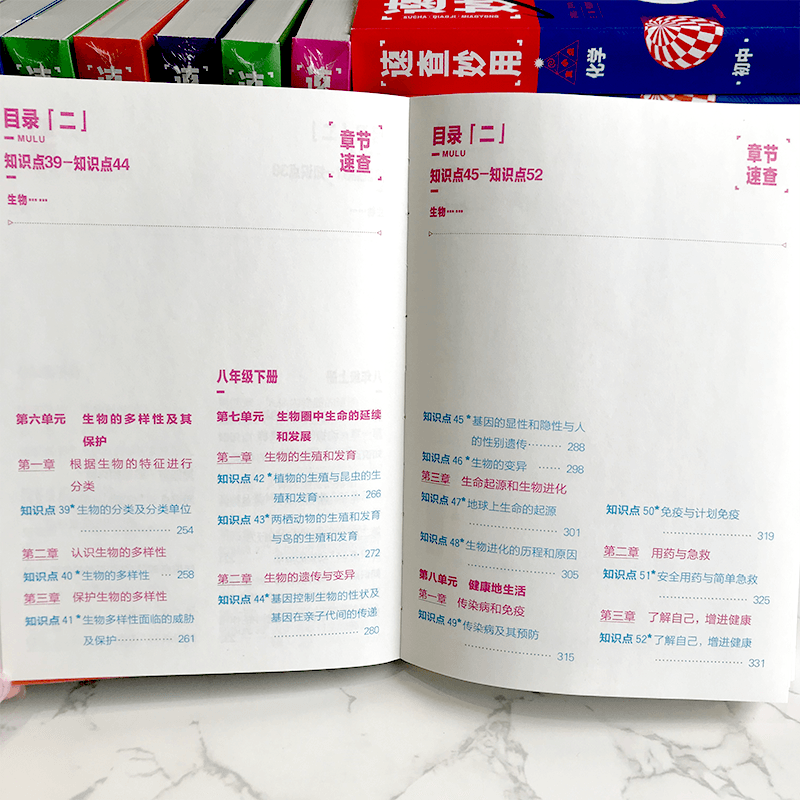 速查妙用
SUCHA·QIAOJI·MIAOYONG
速查妙用
化学
初中
目录「二」
MULU
知识点39-知识点44
生物……
章节
速查
第六单元 生物的多样性及其
保护
第一章 根据生物的特征进行
分类
知识点39*生物的分类及分类单位
……………………254
第二章 认识生物的多样性
知识点40*生物的多样性 …258
第三章 保护生物的多样性
知识点41*生物多样性面临的威胁
及保护……………261
八年级下册
第七单元 生物圈中生命的延续
和发展
第一章 生物的生殖和发育
知识点42*植物的生殖与昆虫的生
殖和发育…………266
知识点43*两栖动物的生殖和发育
与鸟的生殖和发育
……………………272
第二章 生物的遗传与变异
知识点44*基因控制生物的性状及
基因在亲子代间的传递
……………………280
目录「二」
MULU
知识点45-知识点52
生物……
章节
速查
知识点45*基因的显性和隐性与人
的性别遗传………288
知识点46*生物的变异 …298
第三章 生命起源和生物进化
知识点47*地球上生命的起源
……………………301
知识点48*生物进化的历程和原因
……………………305
第八单元 健康地生活
第一章 传染病和免疫
知识点49*传染病及其预防
……………………315
知识点50*免疫与计划免疫
……………………319
第二章 用药与急救
知识点51*安全用药与简单急救
……………………325
第三章 了解自己，增进健康
知识点52*了解自己，增进健康
……………………331